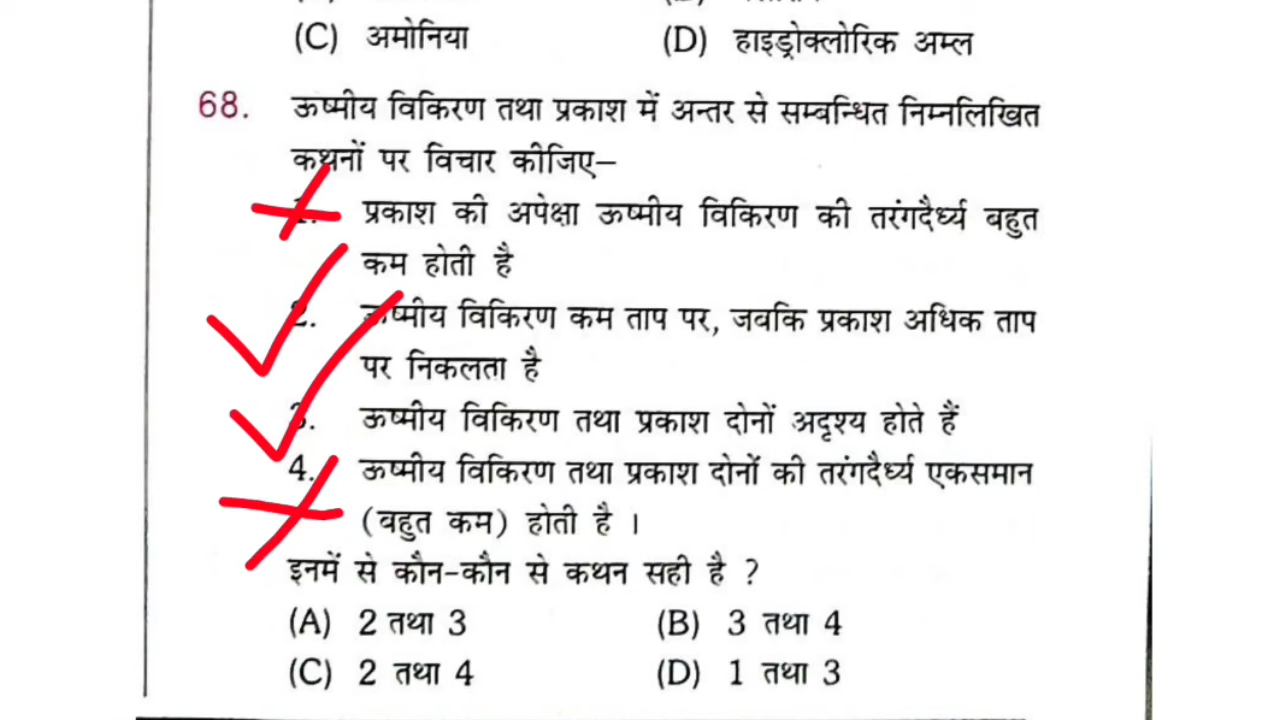 (C) अमोनिया (D) हाइड्रोक्लोरिक अम्ल
68. ऊष्मीय विकिरण तथा प्रकाश में अन्तर से सम्बन्धित निम्नलिखित
कथनों पर विचार कीजिए–
1. प्रकाश की अपेक्षा ऊष्मीय विकिरण की तरंगदैर्ध्य बहुत
कम होती है
2. ऊष्मीय विकिरण कम ताप पर, जबकि प्रकाश अधिक ताप
पर निकलता है
3. ऊष्मीय विकिरण तथा प्रकाश दोनों अदृश्य होते हैं
4. ऊष्मीय विकिरण तथा प्रकाश दोनों की तरंगदैर्ध्य एकसमान
(बहुत कम) होती है ।
इनमें से कौन-कौन से कथन सही है ?
(A) 2 तथा 3 (B) 3 तथा 4
(C) 2 तथा 4 (D) 1 तथा 3